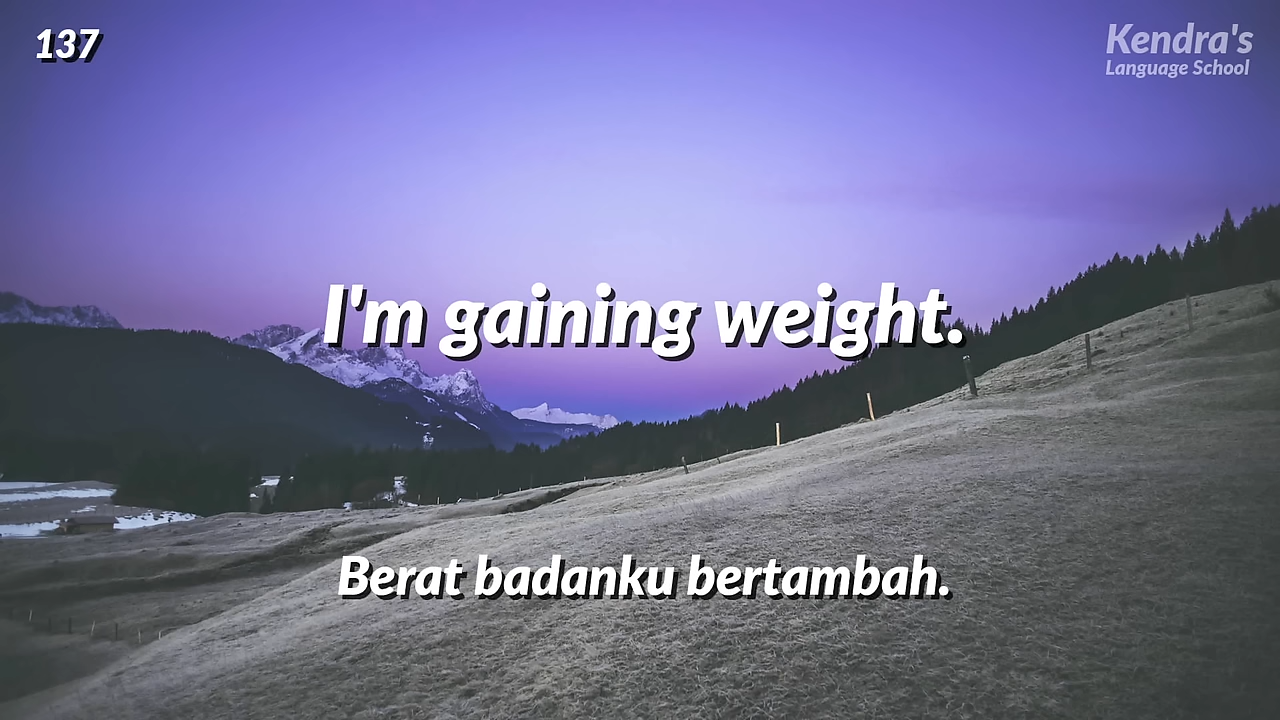 137
Kendra's
Language School
I'm gaining weight.
Berat badanku bertambah.